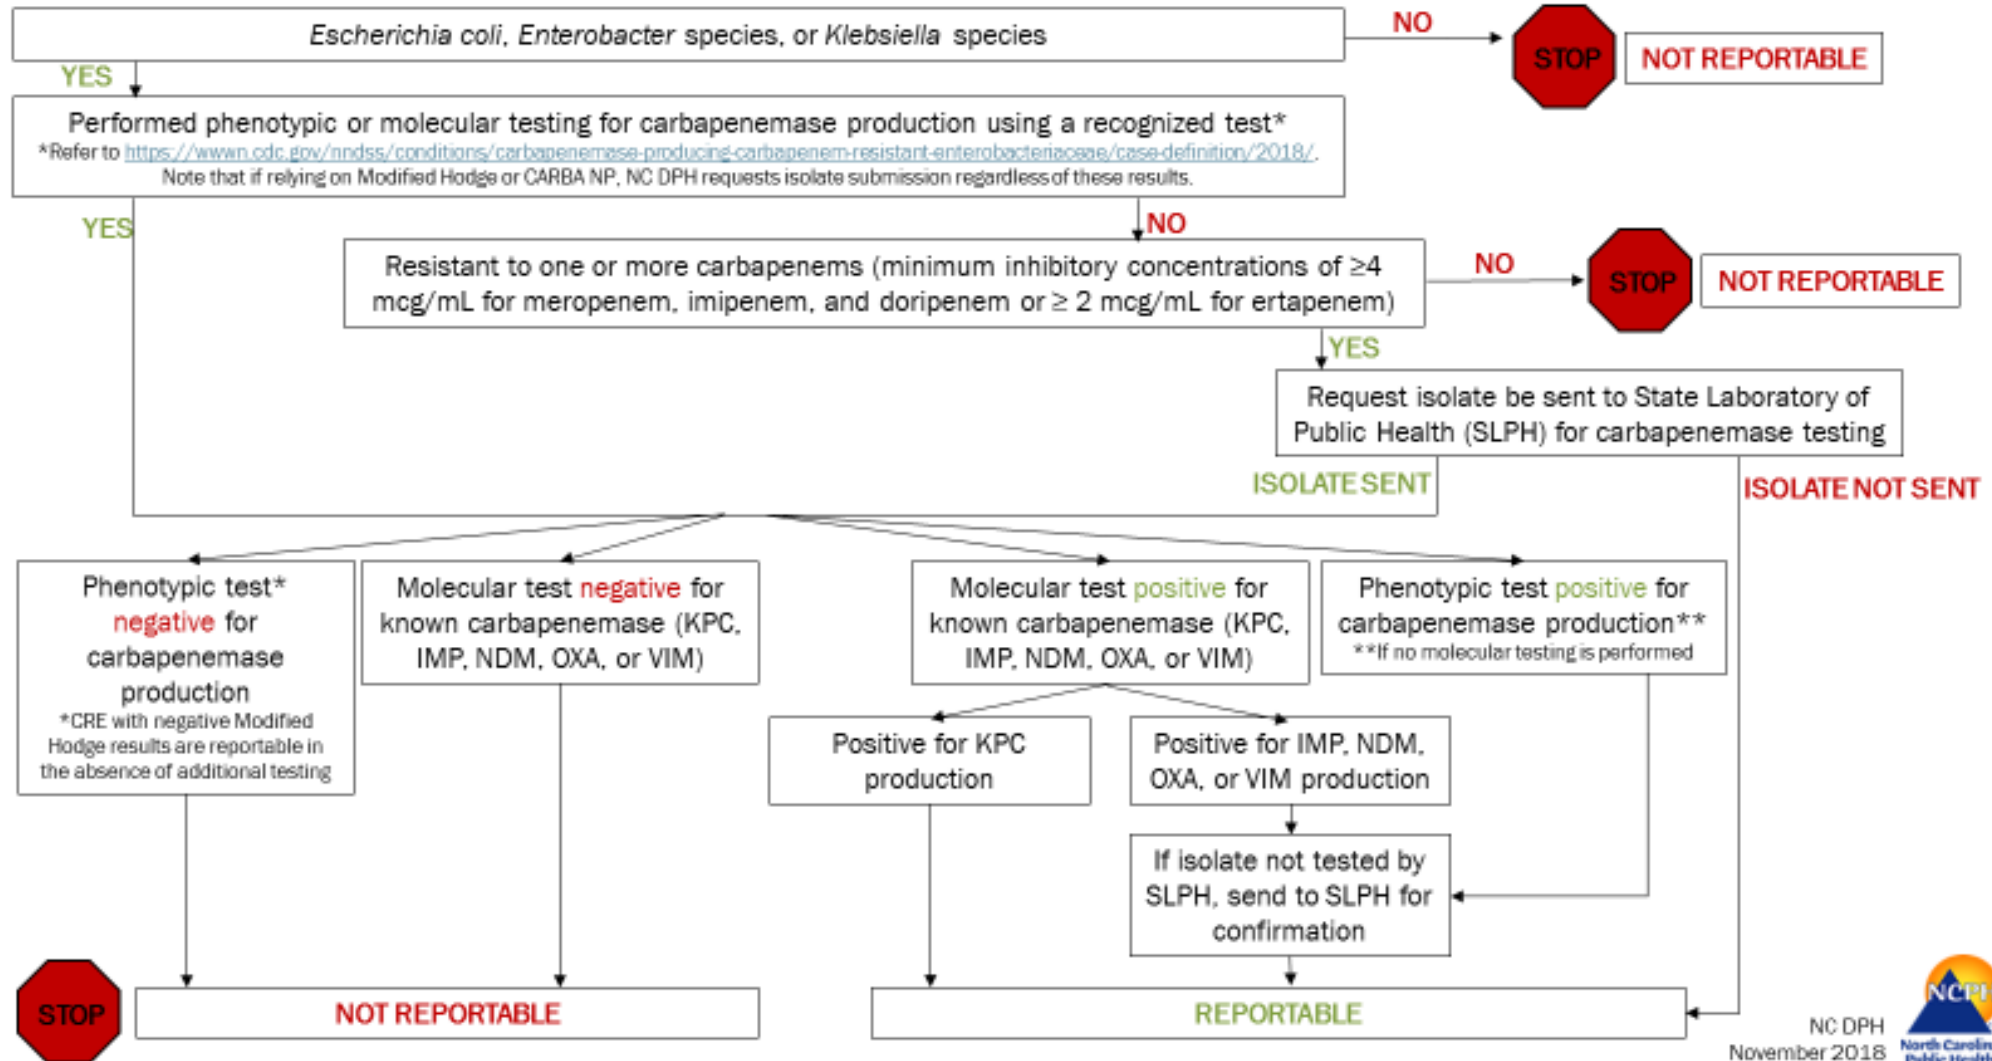 Escherichia coli, Enterobacter species, or Klebsiella species
NO
STOP
NOT REPORTABLE
YES
Performed phenotypic or molecular testing for carbapenemase production using a recognized test*
*Refer to https://wwwn.cdc.gov/nndss/conditions/carbapenemase-producing-carbapenem-resistant-enterobacteriaceae/case-definition/2018/.
Note that if relying on Modified Hodge or CARBA NP, NC DPH requests isolate submission regardless of these results.
YES
NO
Resistant to one or more carbapenems (minimum inhibitory concentrations of ≥4
mcg/mL for meropenem, imipenem, and doripenem or ≥ 2 mcg/mL for ertapenem)
NO
STOP
NOT REPORTABLE
YES
Request isolate be sent to State Laboratory of
Public Health (SLPH) for carbapenemase testing
ISOLATE SENT
ISOLATE NOT SENT
Phenotypic test*
negative for
carbapenemase
production
*CRE with negative Modified
Hodge results are reportable in
the absence of additional testing
Molecular test negative for
known carbapenemase (KPC,
IMP, NDM, OXA, or VIM)
Molecular test positive for
known carbapenemase (KPC,
IMP, NDM, OXA, or VIM)
Phenotypic test positive for
carbapenemase production**
**If no molecular testing is performed
Positive for KPC
production
Positive for IMP, NDM,
OXA, or VIM production
If isolate not tested by
SLPH, send to SLPH for
confirmation
STOP
NOT REPORTABLE
REPORTABLE
NC DPH
November 2018
NCPH
North Carolina
Public Health